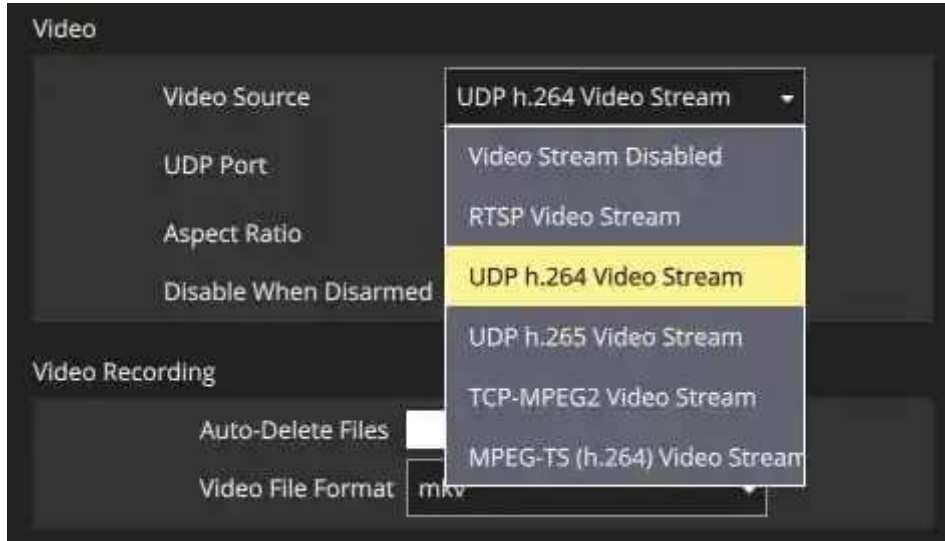 Video
Video Source UDP h.264 Video Stream
Video Stream Disabled
UDP Port
RTSP Video Stream
Aspect Ratio
UDP h.264 Video Stream
Disable When Disarmed
UDP h.265 Video Stream
Video Recording
TCP-MPEG2 Video Stream
Auto-Delete Files
MPEG-TS (h.264) Video Stream
Video File Format mkv